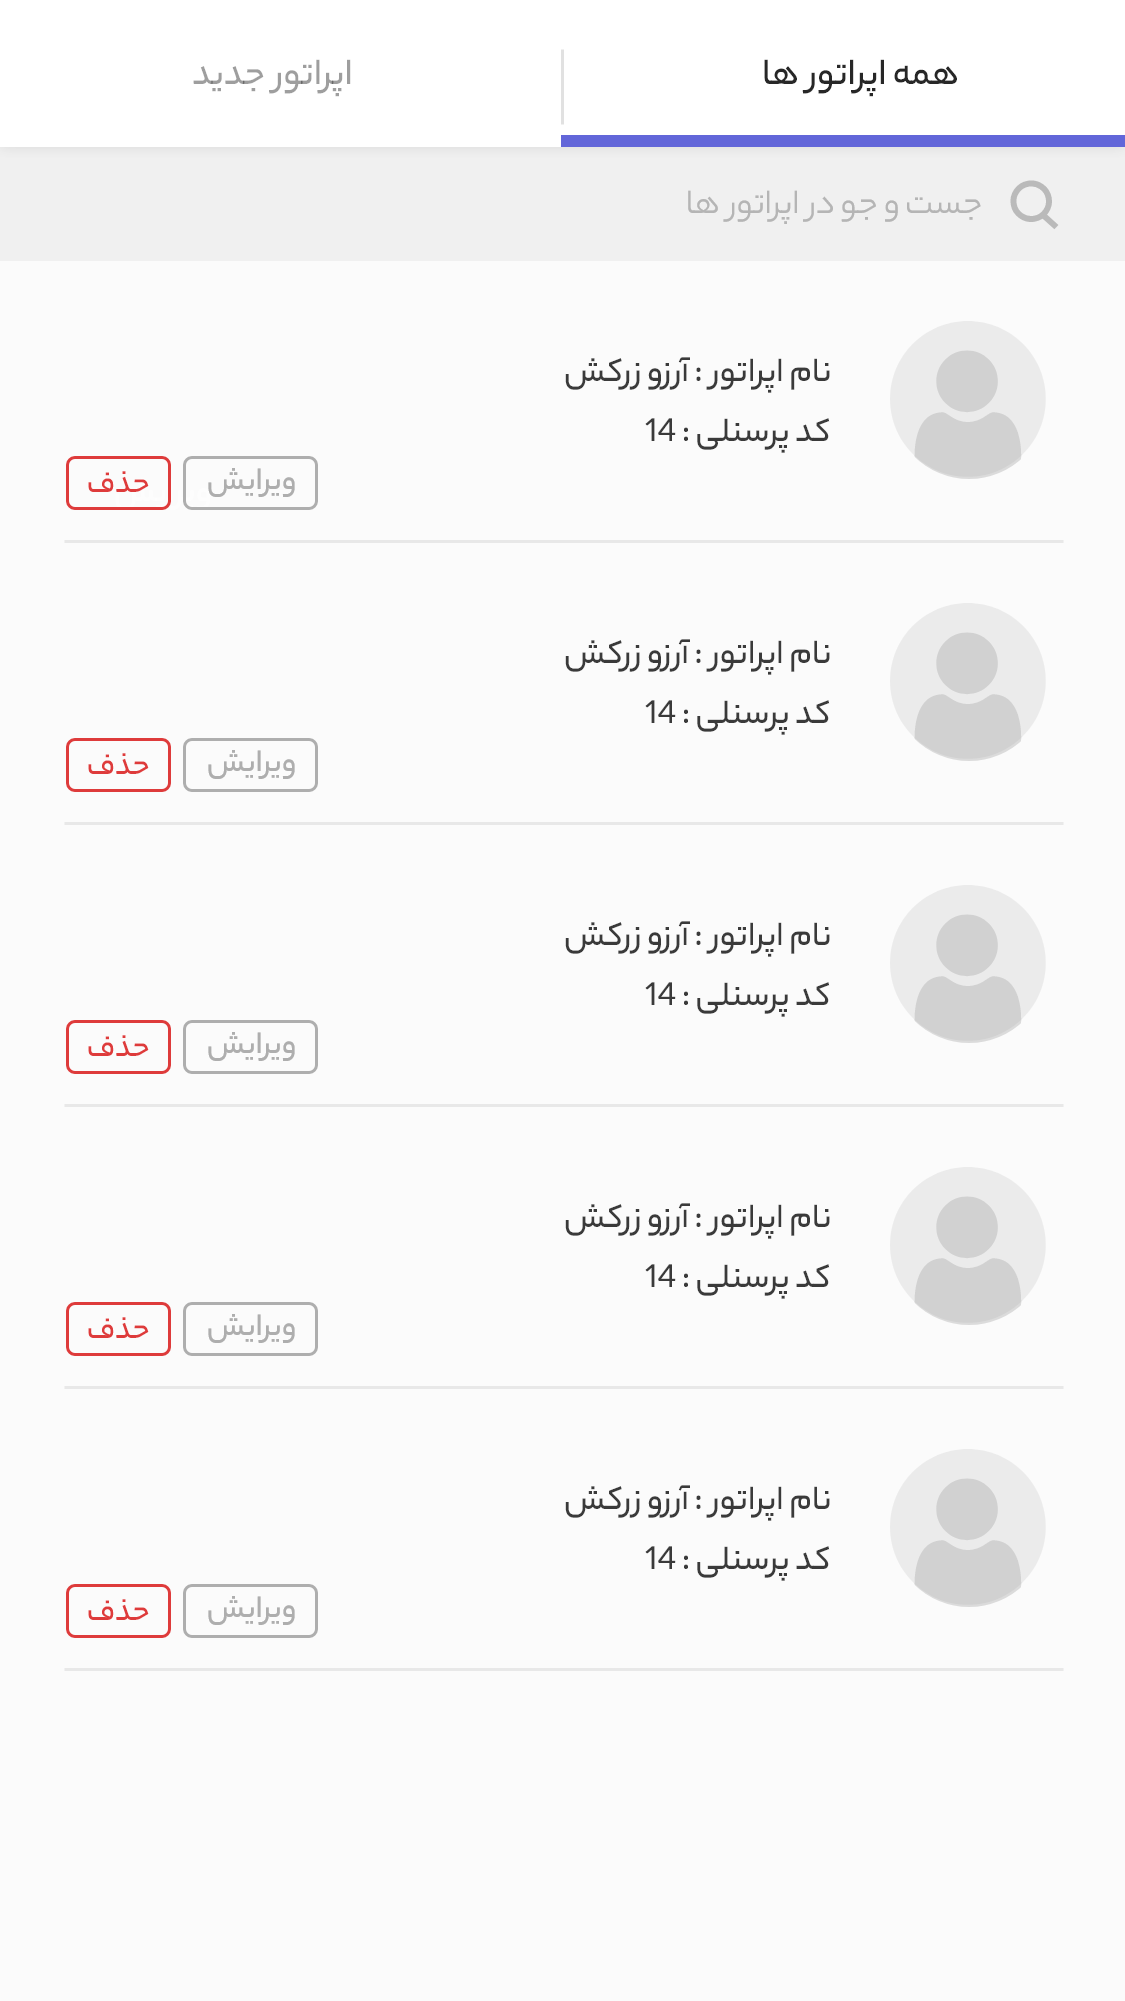 همه اپراتور ها
اپراتور جدید
جست و جو در اپراتور ها
نام اپراتور : آرزو زرکش
کد پرسنلی : 14
ویرایش
حذف
نام اپراتور : آرزو زرکش
کد پرسنلی : 14
ویرایش
حذف
نام اپراتور : آرزو زرکش
کد پرسنلی : 14
ویرایش
حذف
نام اپراتور : آرزو زرکش
کد پرسنلی : 14
ویرایش
حذف
نام اپراتور : آرزو زرکش
کد پرسنلی : 14
ویرایش
حذف